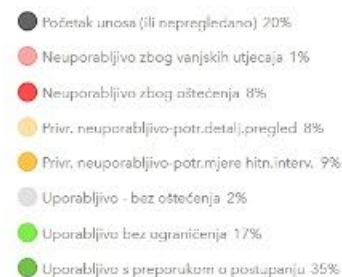 Početak unosa (ili nepregledano) 20%
Neuporabljivo zbog vanjskih utjecaja 1%
Neuporabljivo zbog oštećenja 8%
Privr. neuporabljivo-potr.detalj.pregled 8%
Privr. neuporabljivo-potr.mjere hitn.interv. 9%
Uporabljivo - bez oštećenja 2%
Uporabljivo bez ograničenja 17%
Uporabljivo s preporukom o postupanju 35%